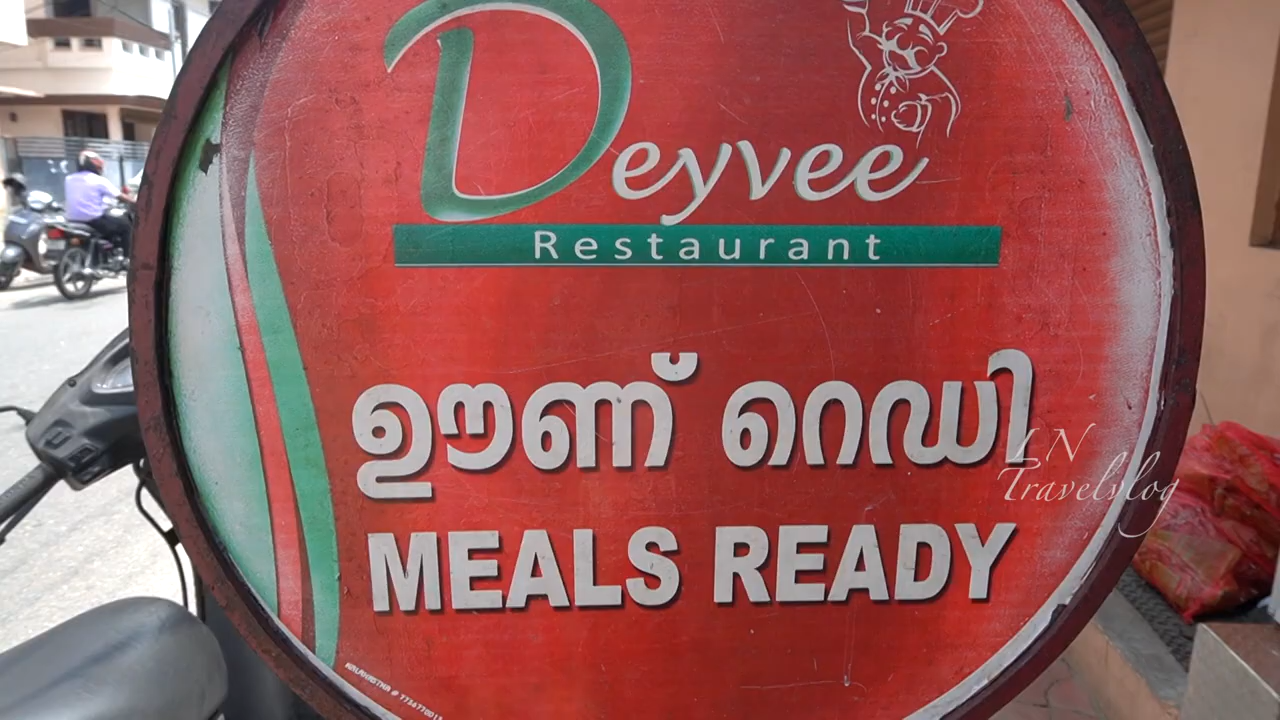 Deyvee
Restaurant
ഊണ് റെഡി
MEALS READY
LN
Travelvlog